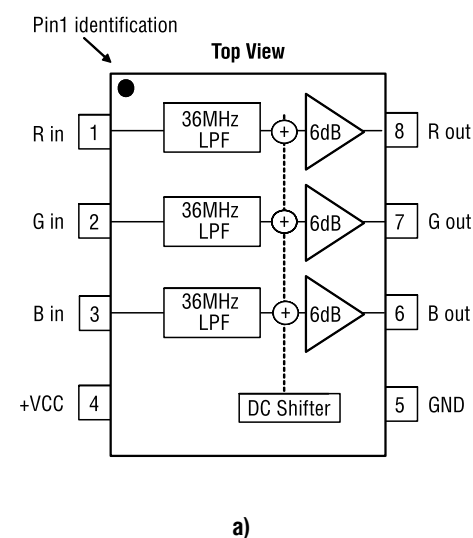 Pin1 identification
Top View
R in 1 36MHz LPF + 6dB 8 R out
G in 2 36MHz LPF + 6dB 7 G out
B in 3 36MHz LPF + 6dB 6 B out
+VCC 4 DC Shifter 5 GND
a)